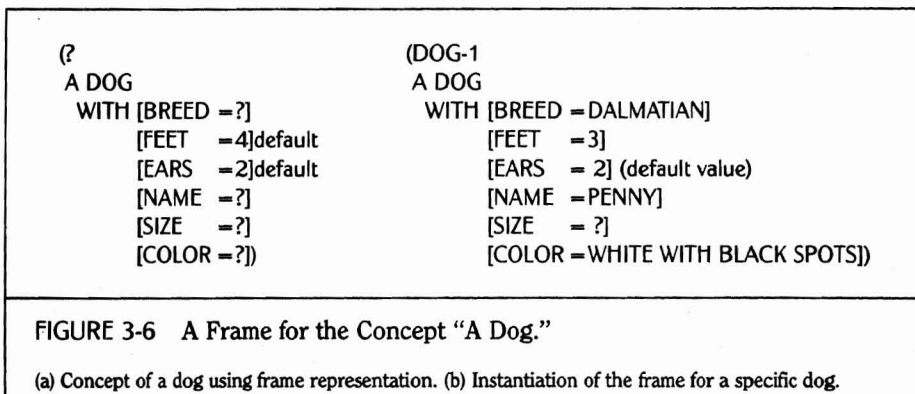 (?
A DOG
WITH [BREED =?]
[FEET =4]default
[EARS =2]default
[NAME =?]
[SIZE =?]
[COLOR =?])
(DOG-1
A DOG
WITH [BREED =DALMATIAN]
[FEET =3]
[EARS = 2] (default value)
[NAME =PENNY]
[SIZE = ?]
[COLOR =WHITE WITH BLACK SPOTS])
FIGURE 3-6 A Frame for the Concept “A Dog.”
(a) Concept of a dog using frame representation. (b) Instantiation of the frame for a specific dog.